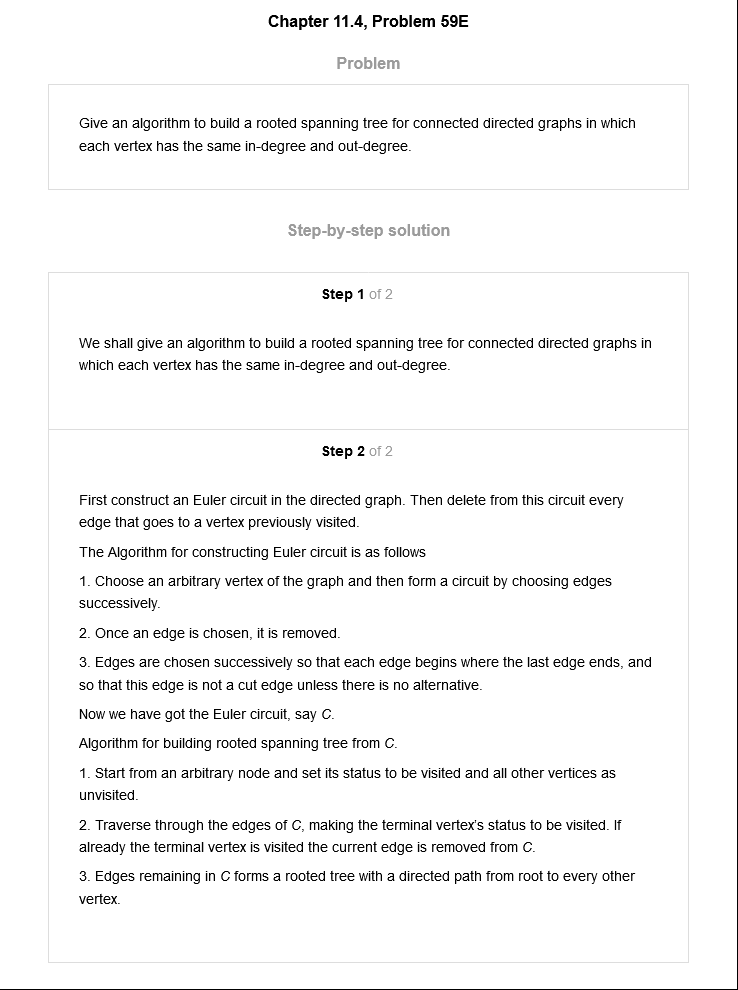 Chapter 11.4, Problem 59E
Problem
Give an algorithm to build a rooted spanning tree for connected directed graphs in which
each vertex has the same in-degree and out-degree.
Step-by-step solution
Step 1 of 2
We shall give an algorithm to build a rooted spanning tree for connected directed graphs in
which each vertex has the same in-degree and out-degree.
Step 2 of 2
First construct an Euler circuit in the directed graph. Then delete from this circuit every
edge that goes to a vertex previously visited.
The Algorithm for constructing Euler circuit is as follows
1. Choose an arbitrary vertex of the graph and then form a circuit by choosing edges
successively.
2. Once an edge is chosen, it is removed.
3. Edges are chosen successively so that each edge begins where the last edge ends, and
so that this edge is not a cut edge unless there is no alternative.
Now we have got the Euler circuit, say C.
Algorithm for building rooted spanning tree from C.
1. Start from an arbitrary node and set its status to be visited and all other vertices as
unvisited.
2. Traverse through the edges of C, making the terminal vertex's status to be visited. If
already the terminal vertex is visited the current edge is removed from C.
3. Edges remaining in C forms a rooted tree with a directed path from root to every other
vertex.